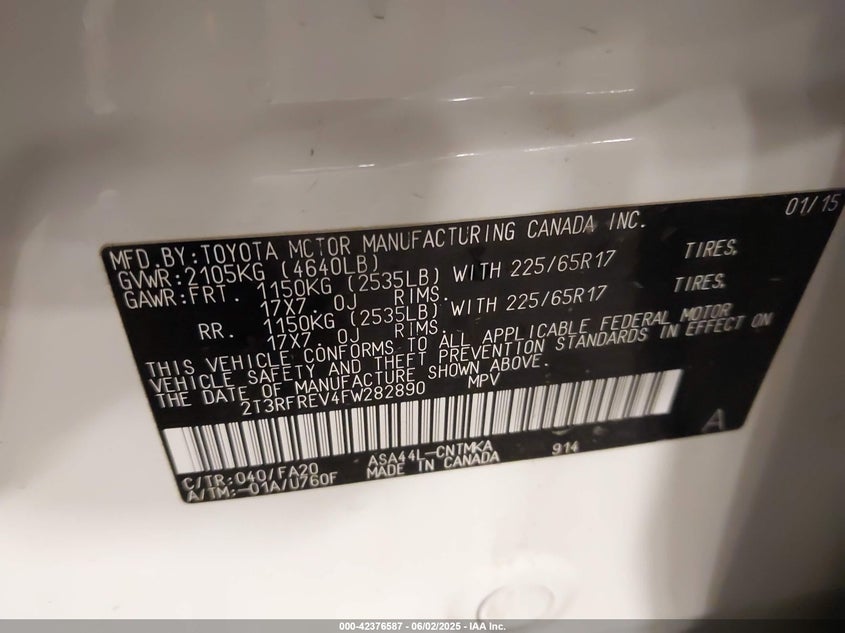 01/15
MFD.BY:TOYOTA MOTOR MANUFACTURING CANADA INC.
GVWR:2105KG (4640LB)
GAWR:FRT. 1150KG (2535LB) WITH 225/65R17 TIRES,
17X7.0J RIMS.
RR. 1150KG (2535LB) WITH 225/65R17 TIRES,
17X7.0J RIMS.
THIS VEHICLE CONFORMS TO ALL APPLICABLE FEDERAL MOTOR
VEHICLE SAFETY AND THEFT PREVENTION STANDARDS IN EFFECT ON
THE DATE OF MANUFACTURE SHOWN ABOVE.
2T3RFREV4FW282890 MPV
A
C/TR:040/FA20 ASA44L-CNTMKA 914
A/TM:-01A/U760F MADE IN CANADA
000-42376587 - 06/02/2025 - IAA Inc.